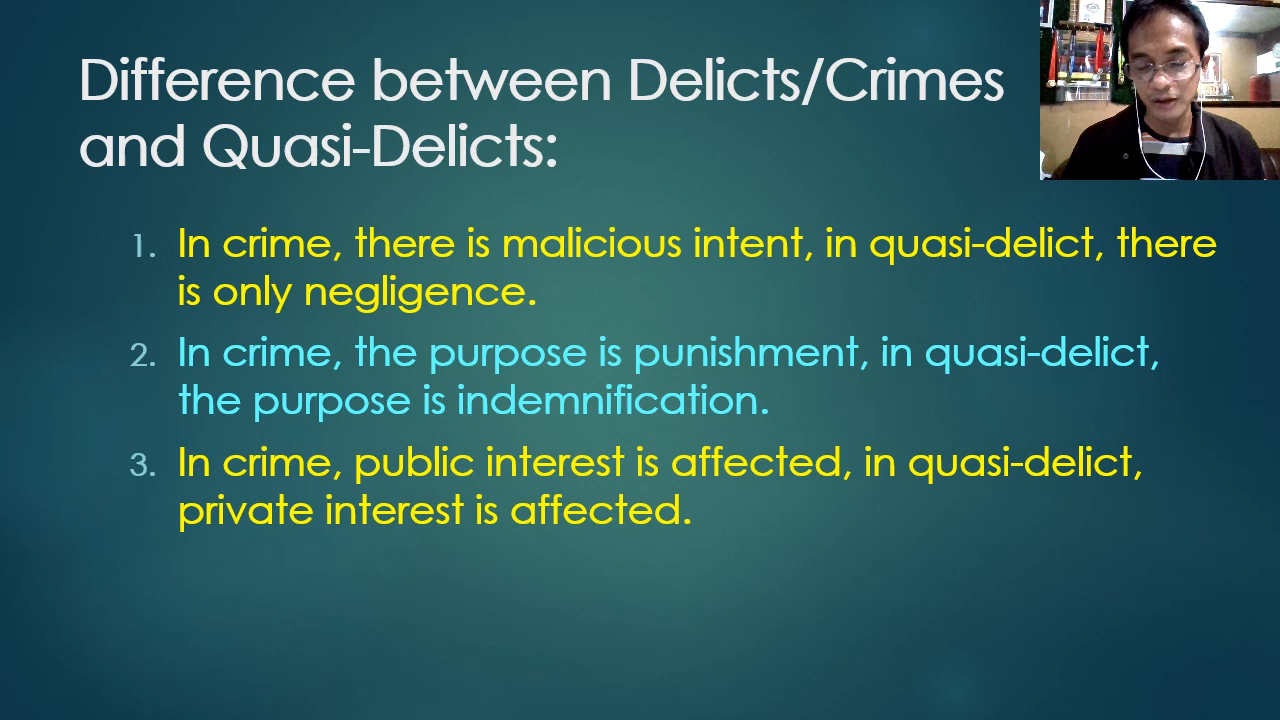 Difference between Delicts/Crimes
and Quasi-Delicts:
1. In crime, there is malicious intent, in quasi-delict, there
is only negligence.
2. In crime, the purpose is punishment, in quasi-delict,
the purpose is indemnification.
3. In crime, public interest is affected, in quasi-delict,
private interest is affected.